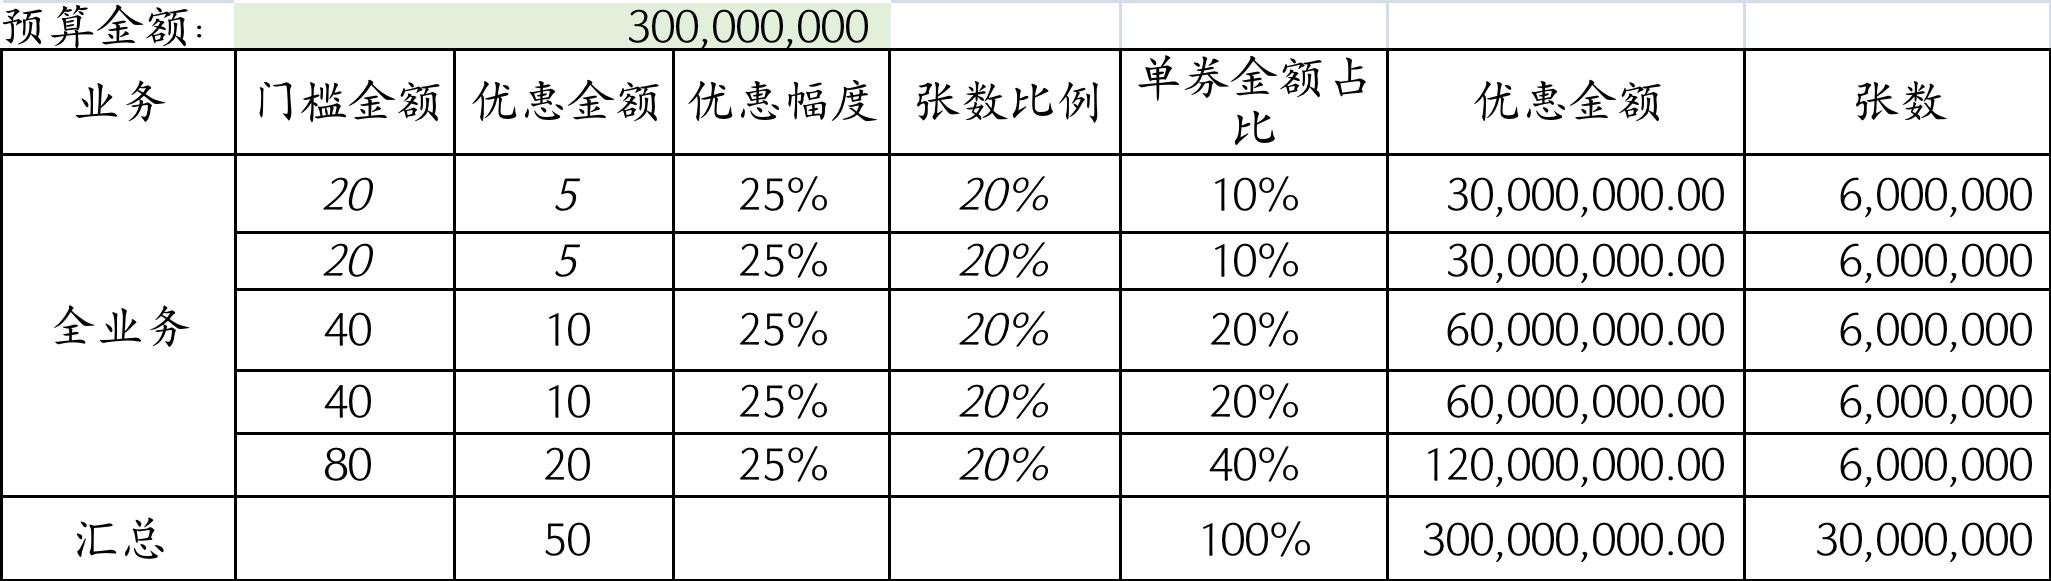 预算金额: 300,000,000
业务 门槛金额 优惠金额 优惠幅度 张数比例 单券金额占比 优惠金额 张数
全业务
20 5 25% 20% 10% 30,000,000.00 6,000,000
20 5 25% 20% 10% 30,000,000.00 6,000,000
40 10 25% 20% 20% 60,000,000.00 6,000,000
40 10 25% 20% 20% 60,000,000.00 6,000,000
80 20 25% 20% 40% 120,000,000.00 6,000,000
汇总 50 100% 300,000,000.00 30,000,000